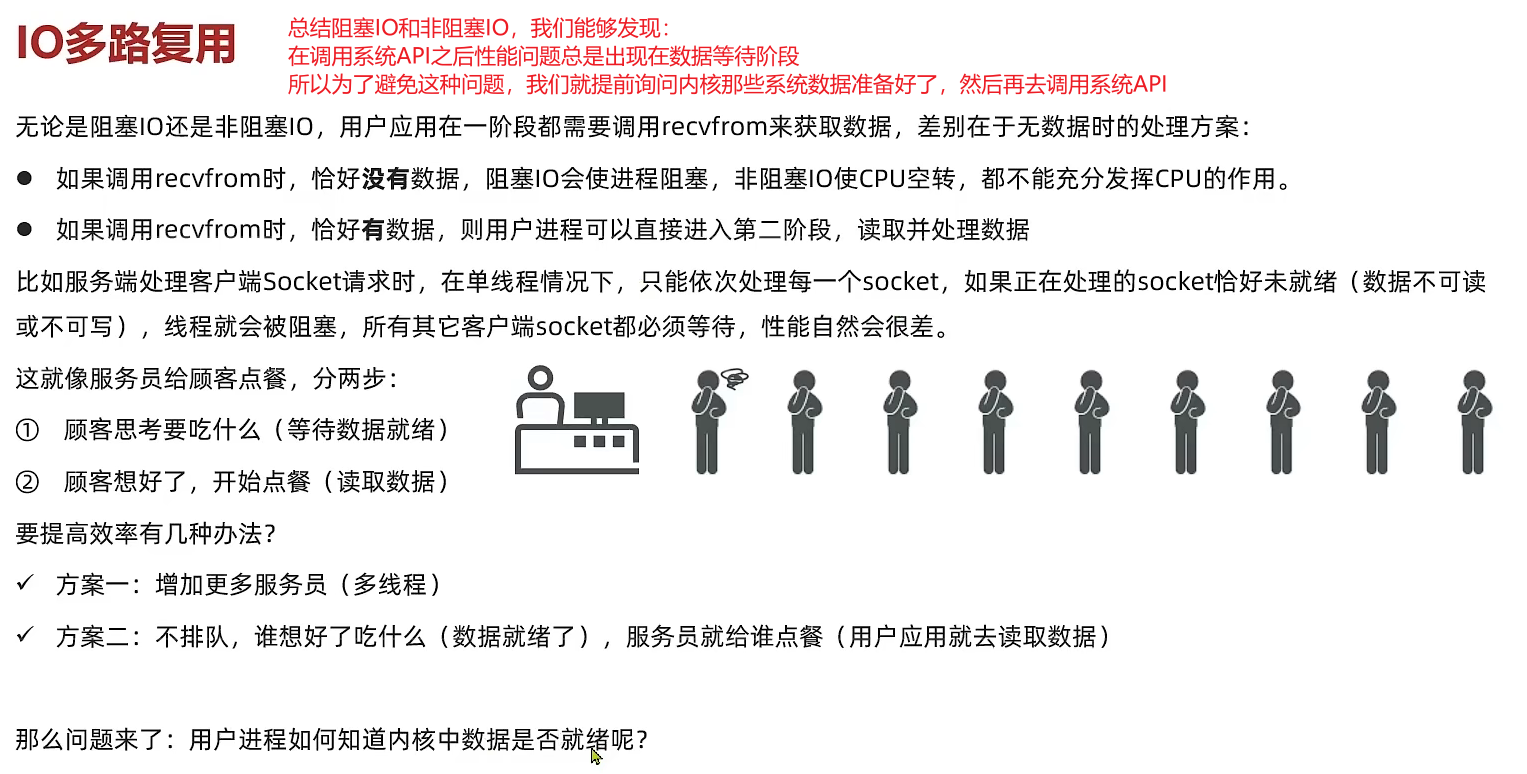 IO多路复用
总结阻塞IO和非阻塞IO，我们能够发现：
在调用系统API之后性能问题总是出现在数据等待阶段
所以为了避免这种问题，我们就提前询问内核那些系统数据准备好了，然后再去调用系统API
无论是阻塞IO还是非阻塞IO，用户应用在一阶段都需要调用recvfrom来获取数据，差别在于无数据时的处理方案：
● 如果调用recvfrom时，恰好没有数据，阻塞IO会使进程阻塞，非阻塞IO使CPU空转，都不能充分发挥CPU的作用。
● 如果调用recvfrom时，恰好有数据，则用户进程可以直接进入第二阶段，读取并处理数据
比如服务端处理客户端Socket请求时，在单线程情况下，只能依次处理每一个socket，如果正在处理的socket恰好未就绪（数据不可读
或不可写），线程就会被阻塞，所有其它客户端socket都必须等待，性能自然会很差。
这就像服务员给顾客点餐，分两步：
① 顾客思考要吃什么（等待数据就绪）
② 顾客想好了，开始点餐（读取数据）
要提高效率有几种办法？
✓ 方案一：增加更多服务员（多线程）
✓ 方案二：不排队，谁想好了吃什么（数据就绪了），服务员就给谁点餐（用户应用就去读取数据）
那么问题来了：用户进程如何知道内核中数据是否就绪呢？